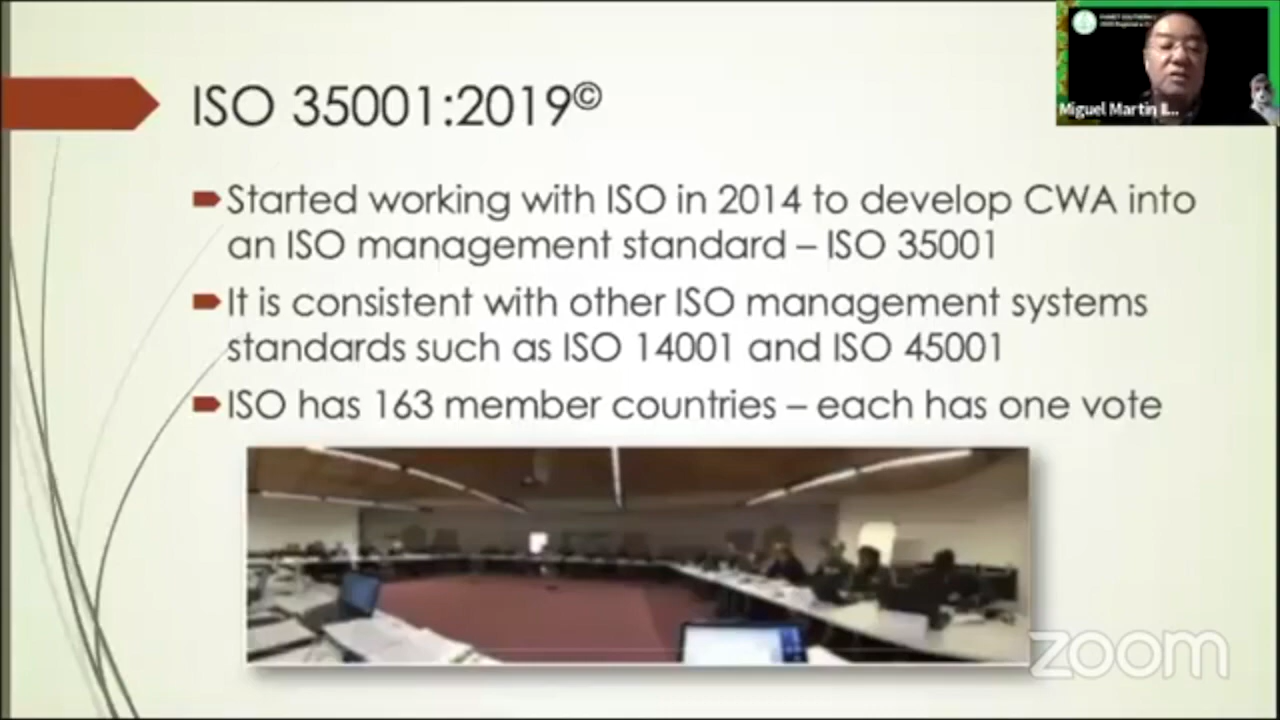 ISO 35001:2019©
Started working with ISO in 2014 to develop CWA into
an ISO management standard – ISO 35001
It is consistent with other ISO management systems
standards such as ISO 14001 and ISO 45001
ISO has 163 member countries – each has one vote
Miguel Martin
zoom